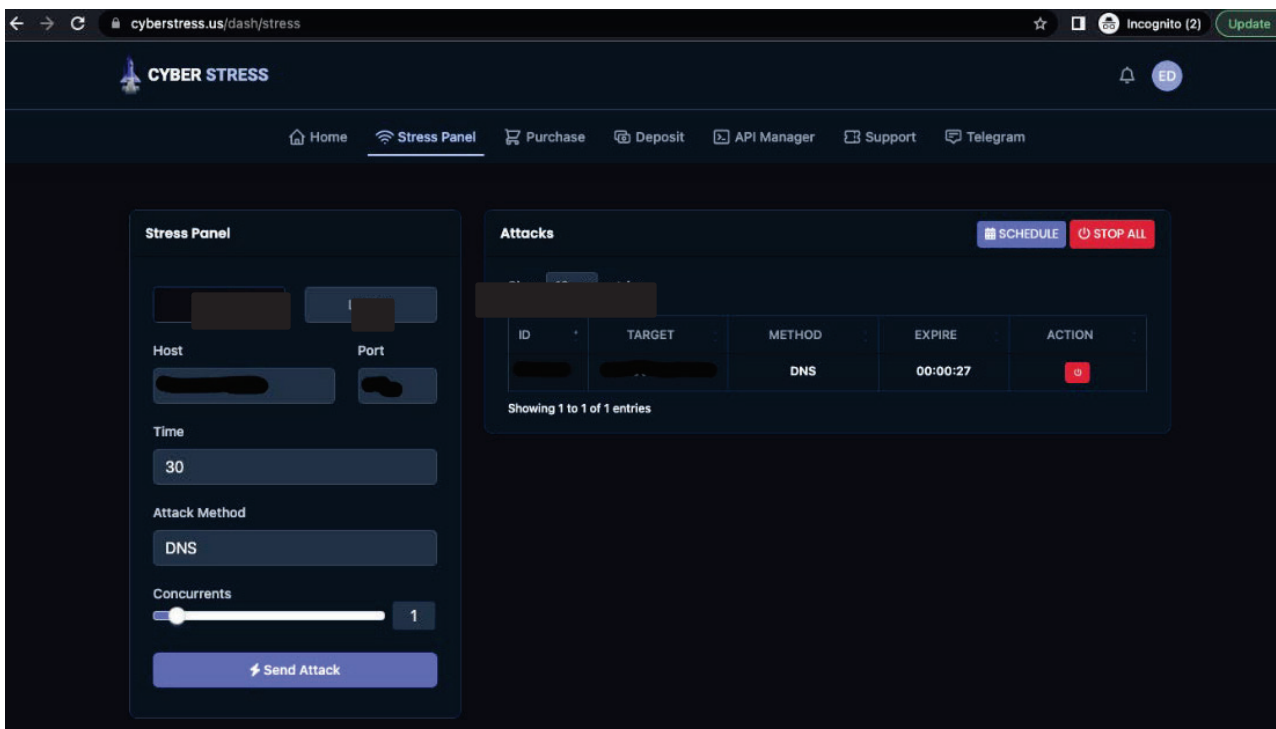 cyberstress.us/dash/stress Incognito (2) Update
CYBER STRESS ED
Home Stress Panel Purchase Deposit API Manager Support Telegram
Stress Panel
Attacks SCHEDULE STOP ALL
ID TARGET METHOD EXPIRE ACTION
Host Port
DNS 00:00:27
Showing 1 to 1 of 1 entries
Time
30
Attack Method
DNS
Concurrents
1
Send Attack